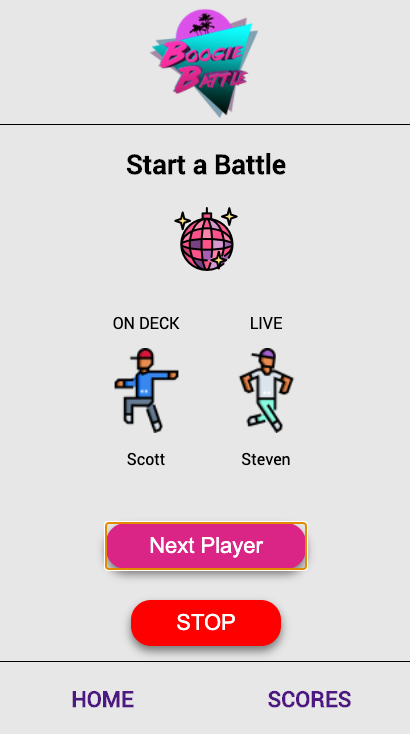 BOOGIE
BATTLE
Start a Battle
ON DECK
LIVE
Scott
Steven
Next Player
STOP
HOME
SCORES